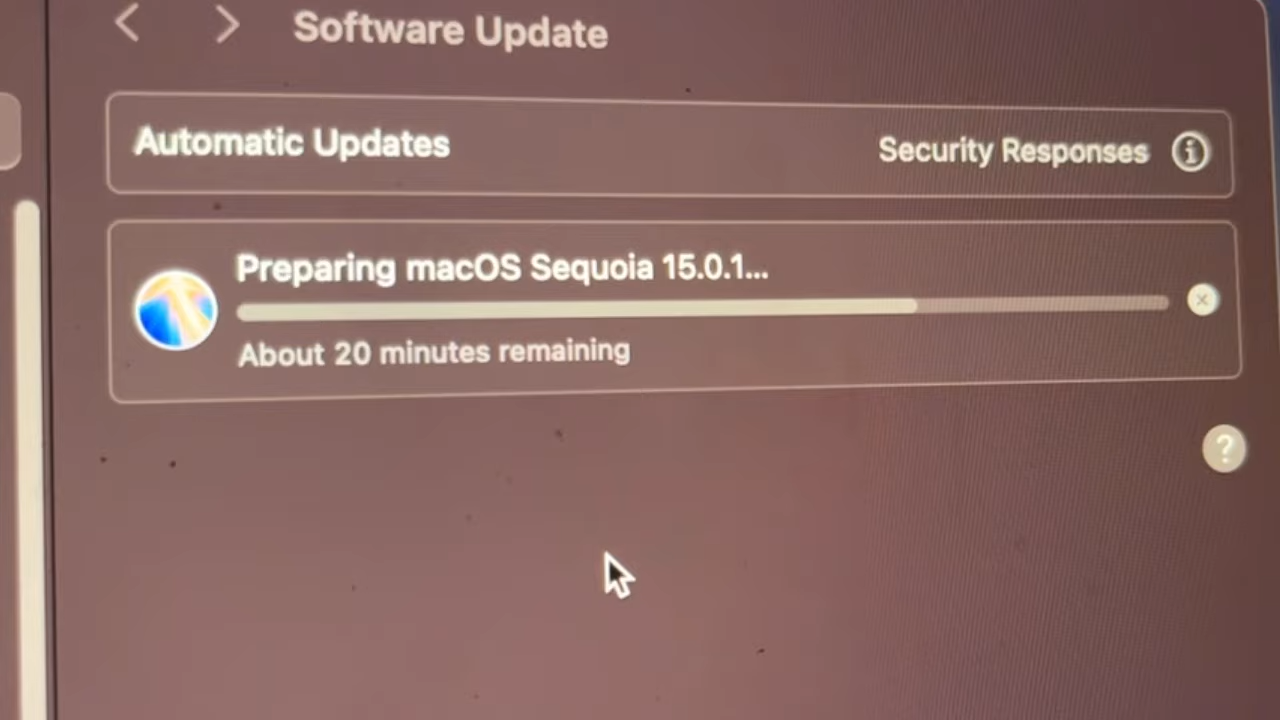 Software Update
Automatic Updates
Security Responses
Preparing macOS Sequoia 15.0.1...
About 20 minutes remaining
?